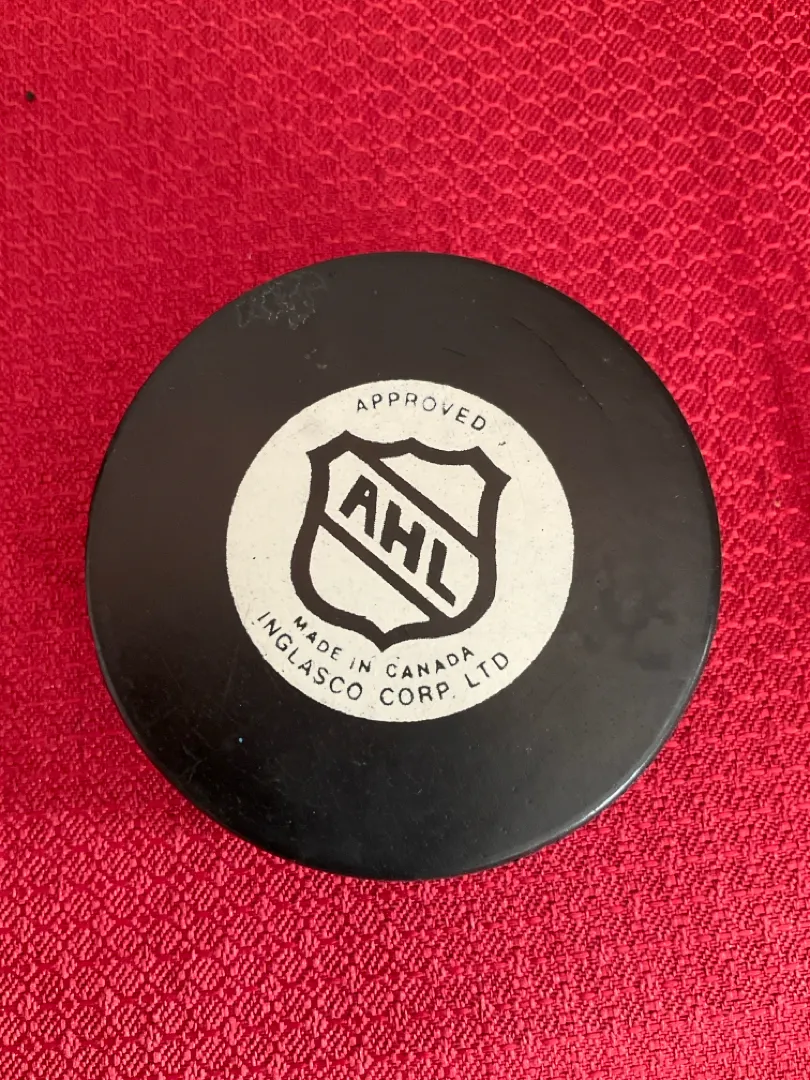 APPROVED
AHL
MADE IN CANADA
INGLASCO CORP. LTD